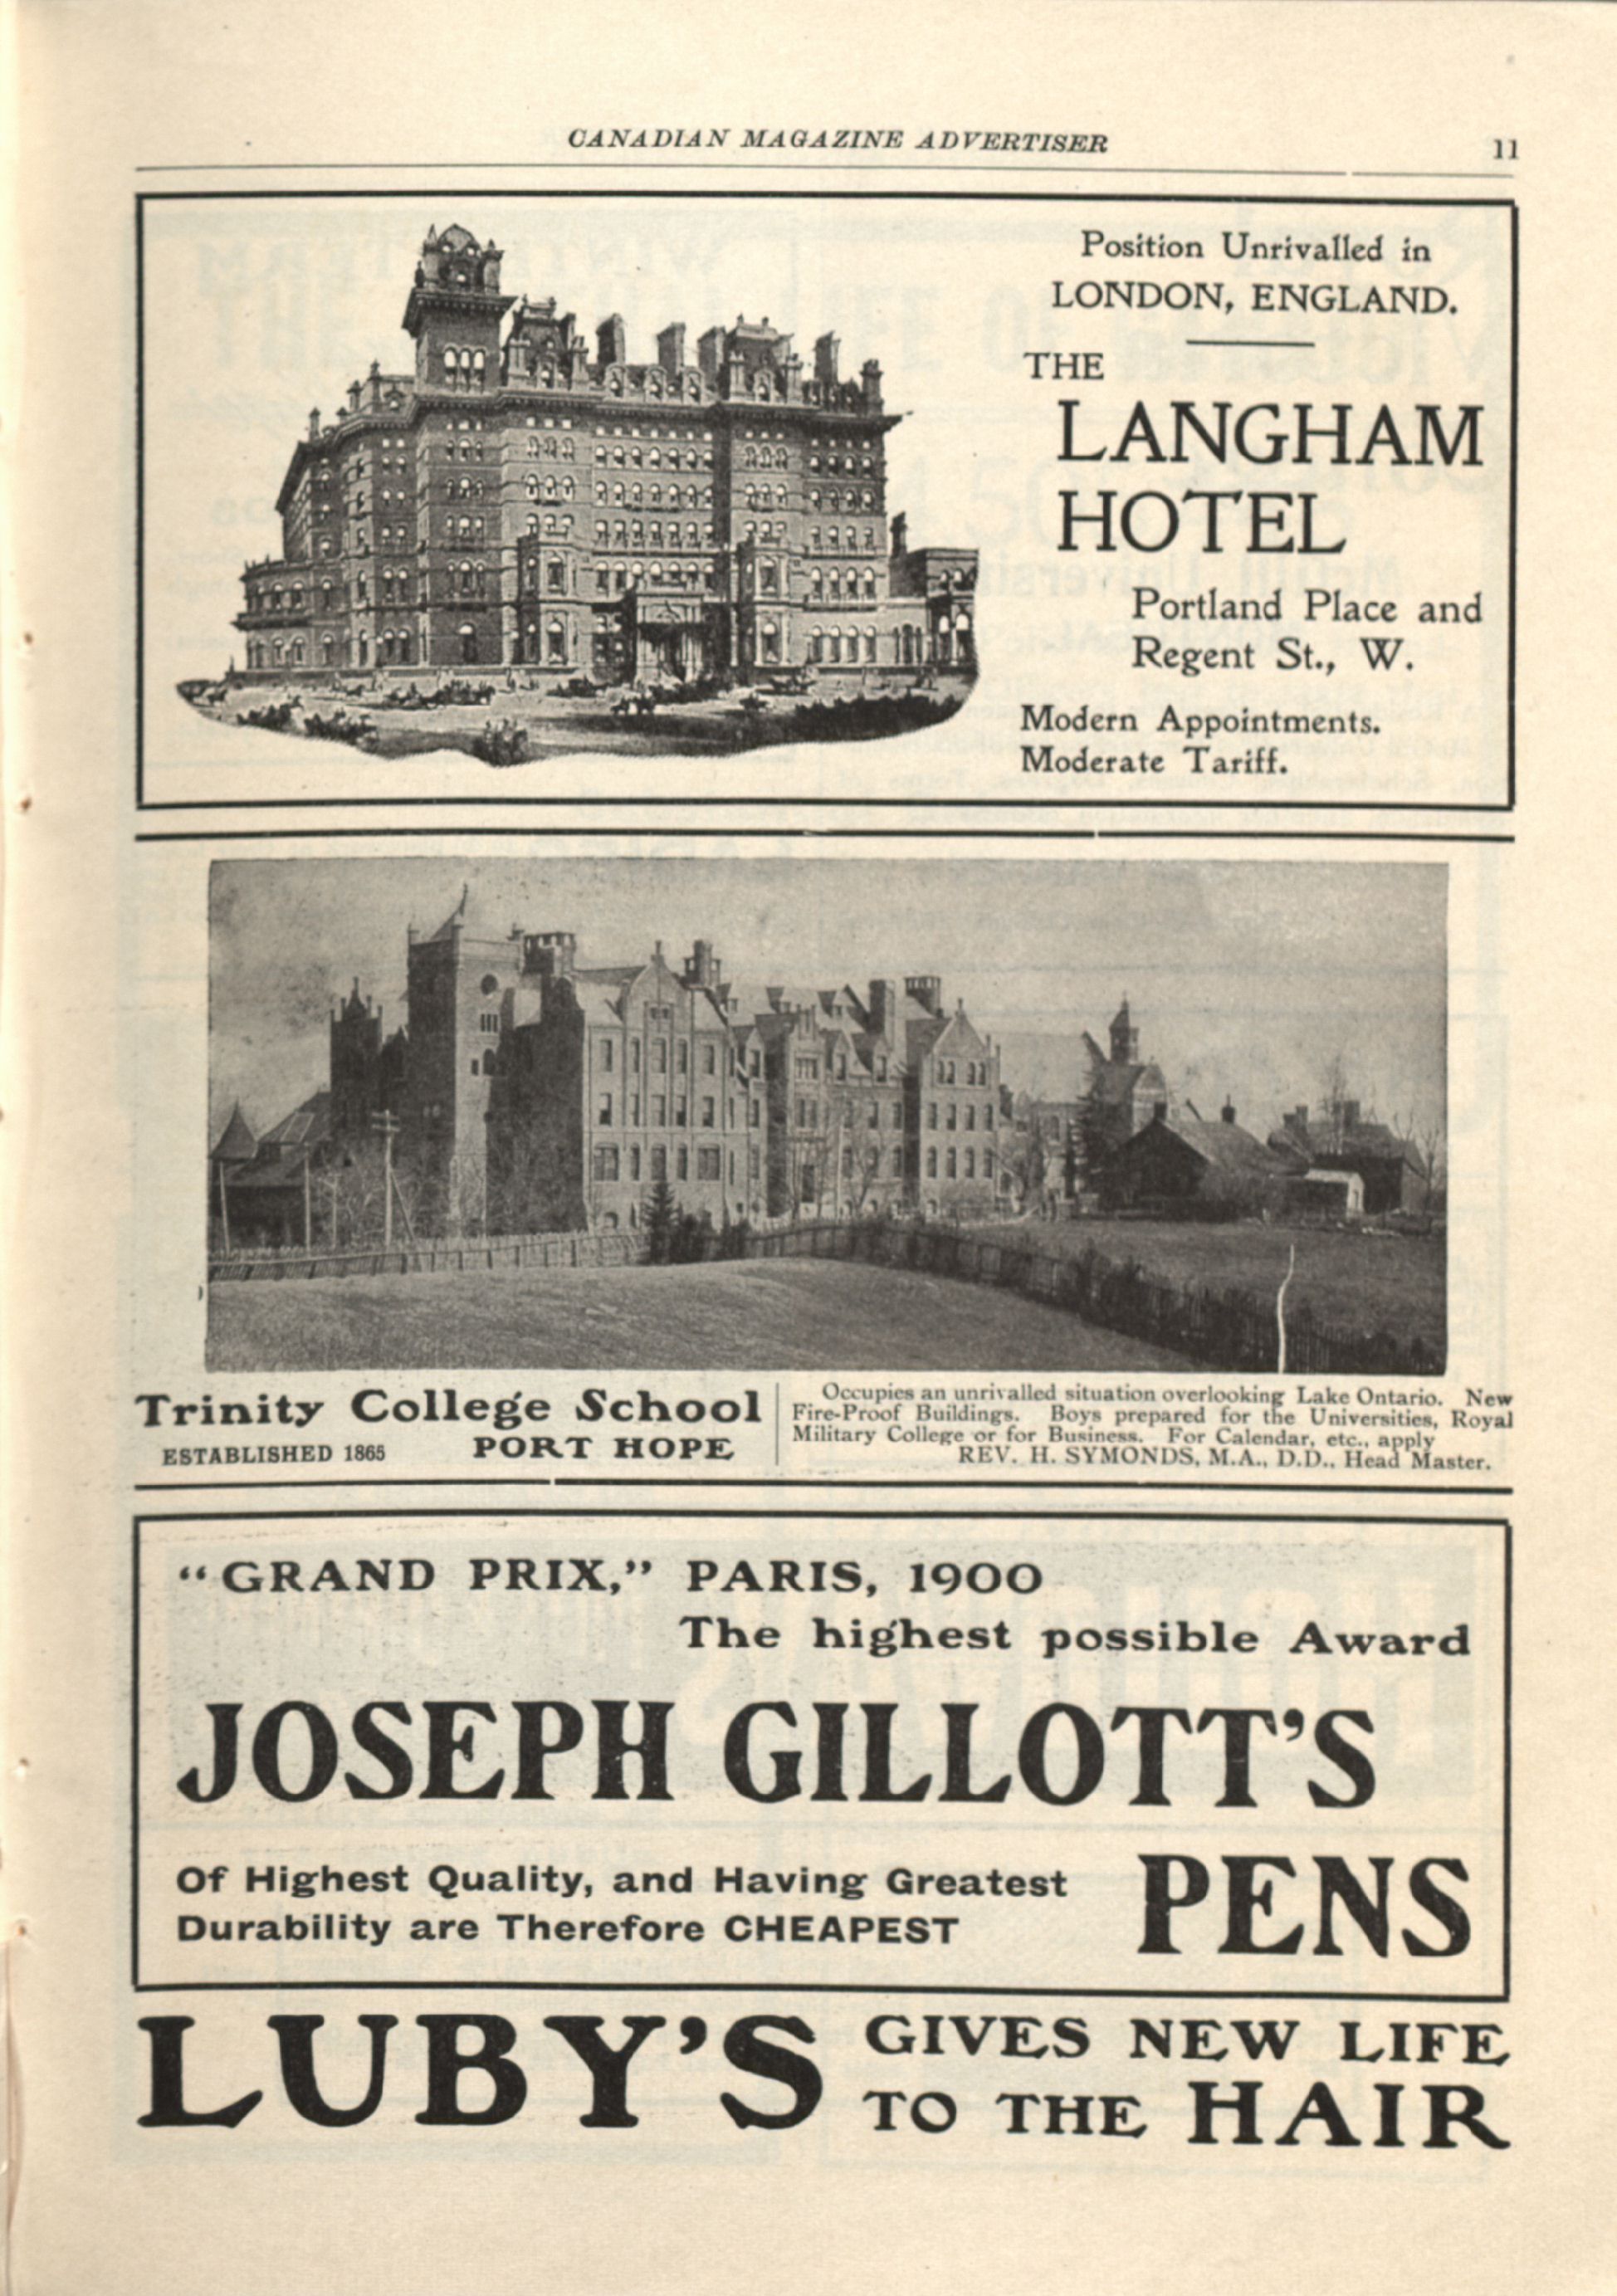 CANADIAN MAGAZINE ADVERTISER 11
Position Unrivalled in
LONDON, ENGLAND.
THE
LANGHAM
HOTEL
Portland Place and
Regent St., W.
Modern Appointments.
Moderate Tariff.
Trinity College School
ESTABLISHED 1865 PORT HOPE
Occupies an unrivalled situation overlooking Lake Ontario. New
Fire-Proof Buildings. Boys prepared for the Universities, Royal
Military College or for Business. For Calendar, etc., apply
REV. H. SYMONDS, M.A., D.D., Head Master.
"GRAND PRIX," PARIS, 1900
The highest possible Award
JOSEPH GILLOTT'S
Of Highest Quality, and Having Greatest
Durability are Therefore CHEAPEST
PENS
LUBY'S
GIVES NEW LIFE
TO THE HAIR